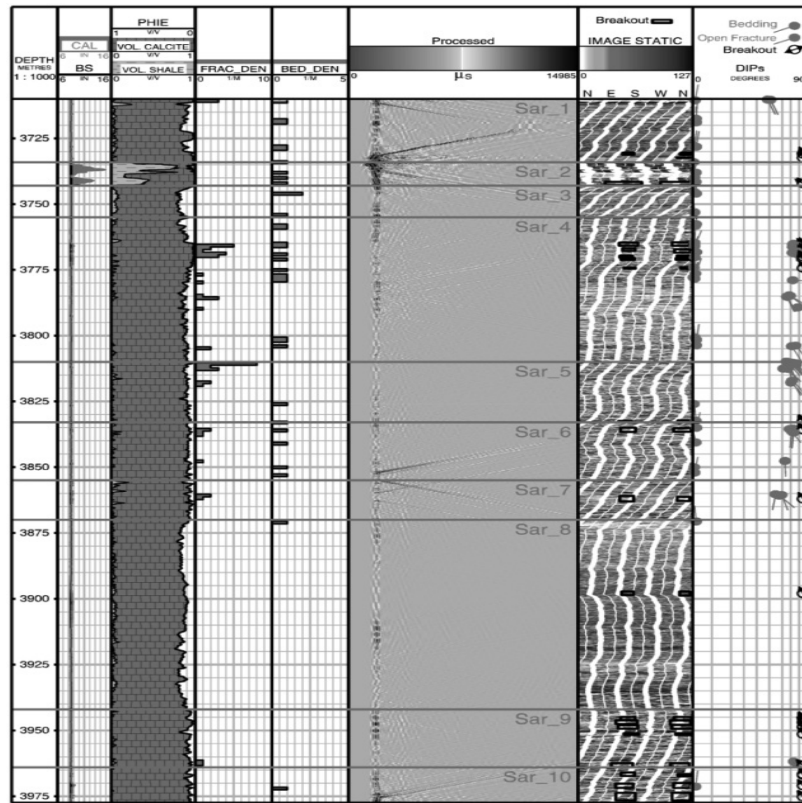 PHIE
1 V/V 0
CAL
6 IN 16
VOL. CALCITE
0 V/V 1
BS
6 IN 16
VOL. SHALE
0 V/V 1
DEPTH
METRES
1 : 1000
FRAC_DEN
0 1:M 10
BED_DEN
0 1:M 5
Processed
0 µs 14985
Breakout
IMAGE STATIC
0 127
N E S W N
Bedding
Open Fracture
Breakout
DIPs
0 DEGREES 90
Sar_1
3725
Sar_2
Sar_3
3750
Sar_4
3775
3800
Sar_5
3825
Sar_6
3850
Sar_7
3875
Sar_8
3900
3925
Sar_9
3950
Sar_10
3975